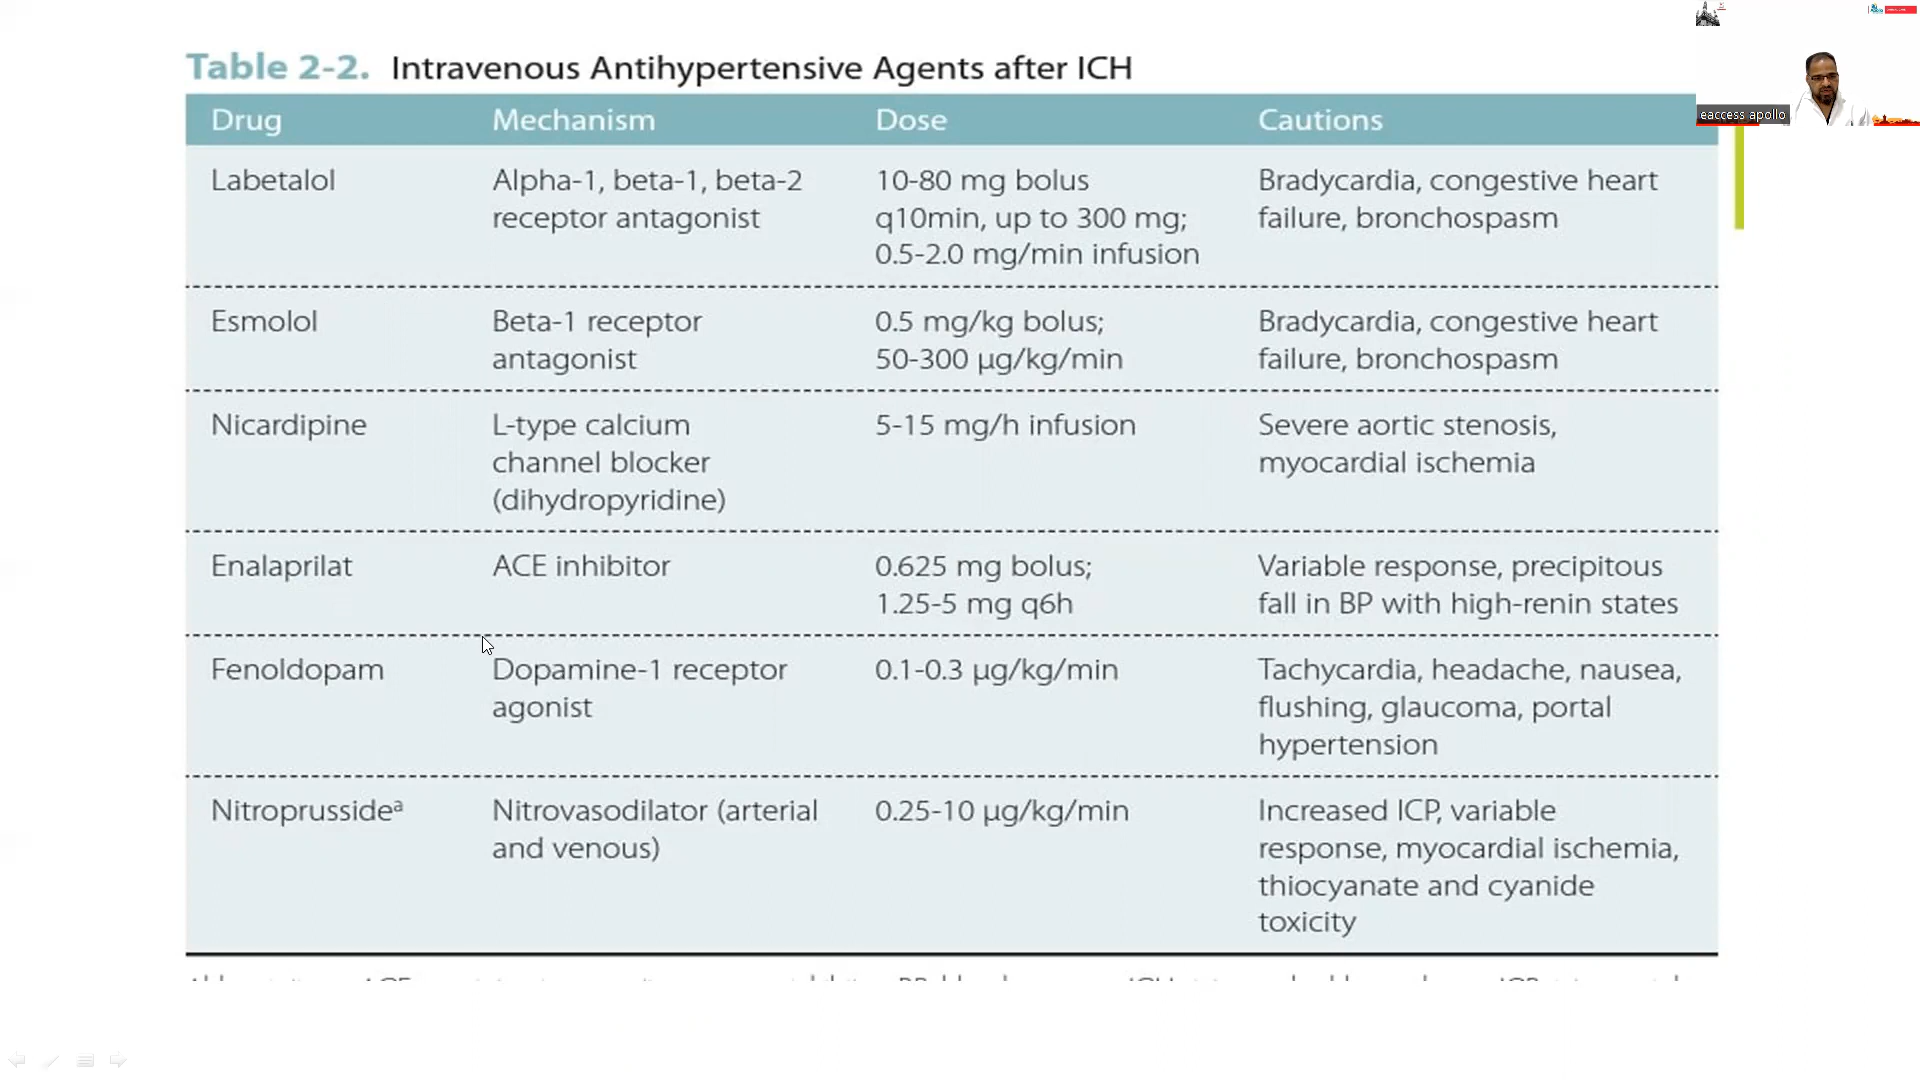 Table 2-2. Intravenous Antihypertensive Agents after ICH
Drug Mechanism Dose Cautions
Labetalol Alpha-1, beta-1, beta-2 10-80 mg bolus Bradycardia, congestive heart
receptor antagonist q10min, up to 300 mg; failure, bronchospasm
0.5-2.0 mg/min infusion
Esmolol Beta-1 receptor 0.5 mg/kg bolus; Bradycardia, congestive heart
antagonist 50-300 µg/kg/min failure, bronchospasm
Nicardipine L-type calcium 5-15 mg/h infusion Severe aortic stenosis,
channel blocker myocardial ischemia
(dihydropyridine)
Enalaprilat ACE inhibitor 0.625 mg bolus; Variable response, precipitous
1.25-5 mg q6h fall in BP with high-renin states
Fenoldopam Dopamine-1 receptor 0.1-0.3 µg/kg/min Tachycardia, headache, nausea,
agonist flushing, glaucoma, portal
hypertension
Nitroprussideᵃ Nitrovasodilator (arterial 0.25-10 µg/kg/min Increased ICP, variable
and venous) response, myocardial ischemia,
thiocyanate and cyanide
toxicity
eaccess apollo